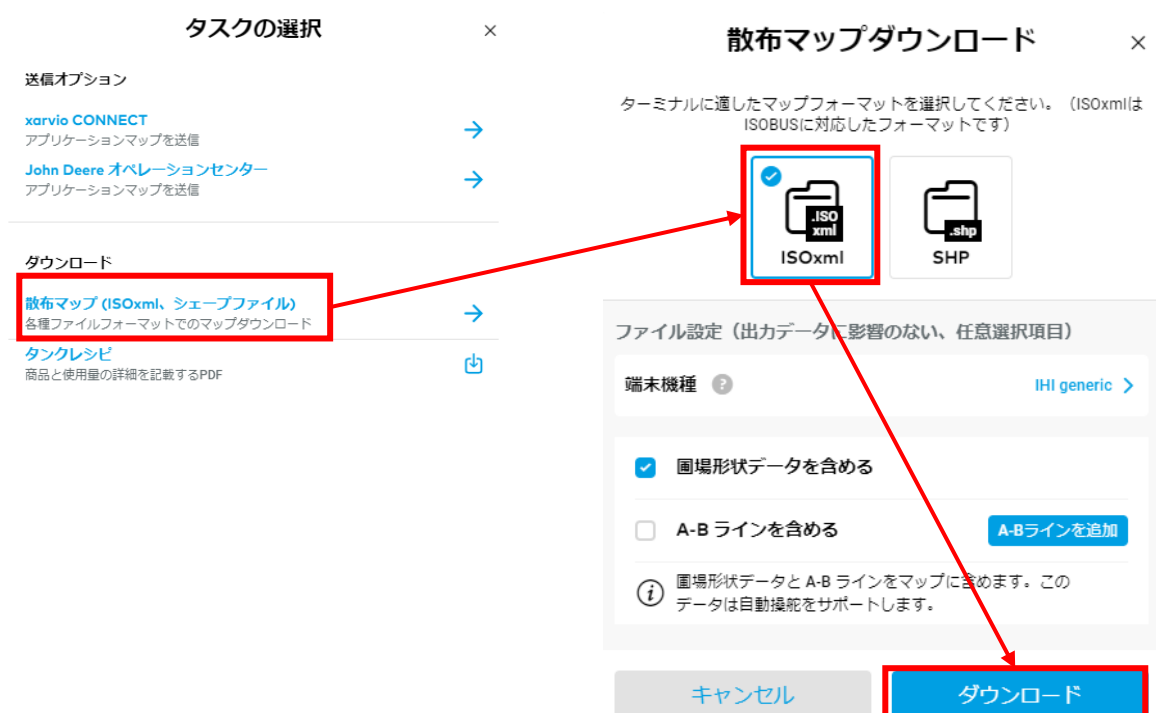 タスクの選択
×
送信オプション
xarvio CONNECT
アプリケーションマップを送信
John Deere オペレーションセンター
アプリケーションマップを送信
ダウンロード
散布マップ (ISOxml、シェープファイル)
各種ファイルフォーマットでのマップダウンロード
タンクレシピ
商品と使用量の詳細を記載するPDF
散布マップダウンロード
×
ターミナルに適したマップフォーマットを選択してください。（ISOxmlは
ISOBUSに対応したフォーマットです）
.ISO
xml
ISOxml
.shp
SHP
ファイル設定（出力データに影響のない、任意選択項目）
端末機種 ?
IHI generic
圃場形状データを含める
A-B ラインを含める
A-Bラインを追加
i
圃場形状データと A-B ラインをマップに含めます。この
データは自動操舵をサポートします。
キャンセル
ダウンロード